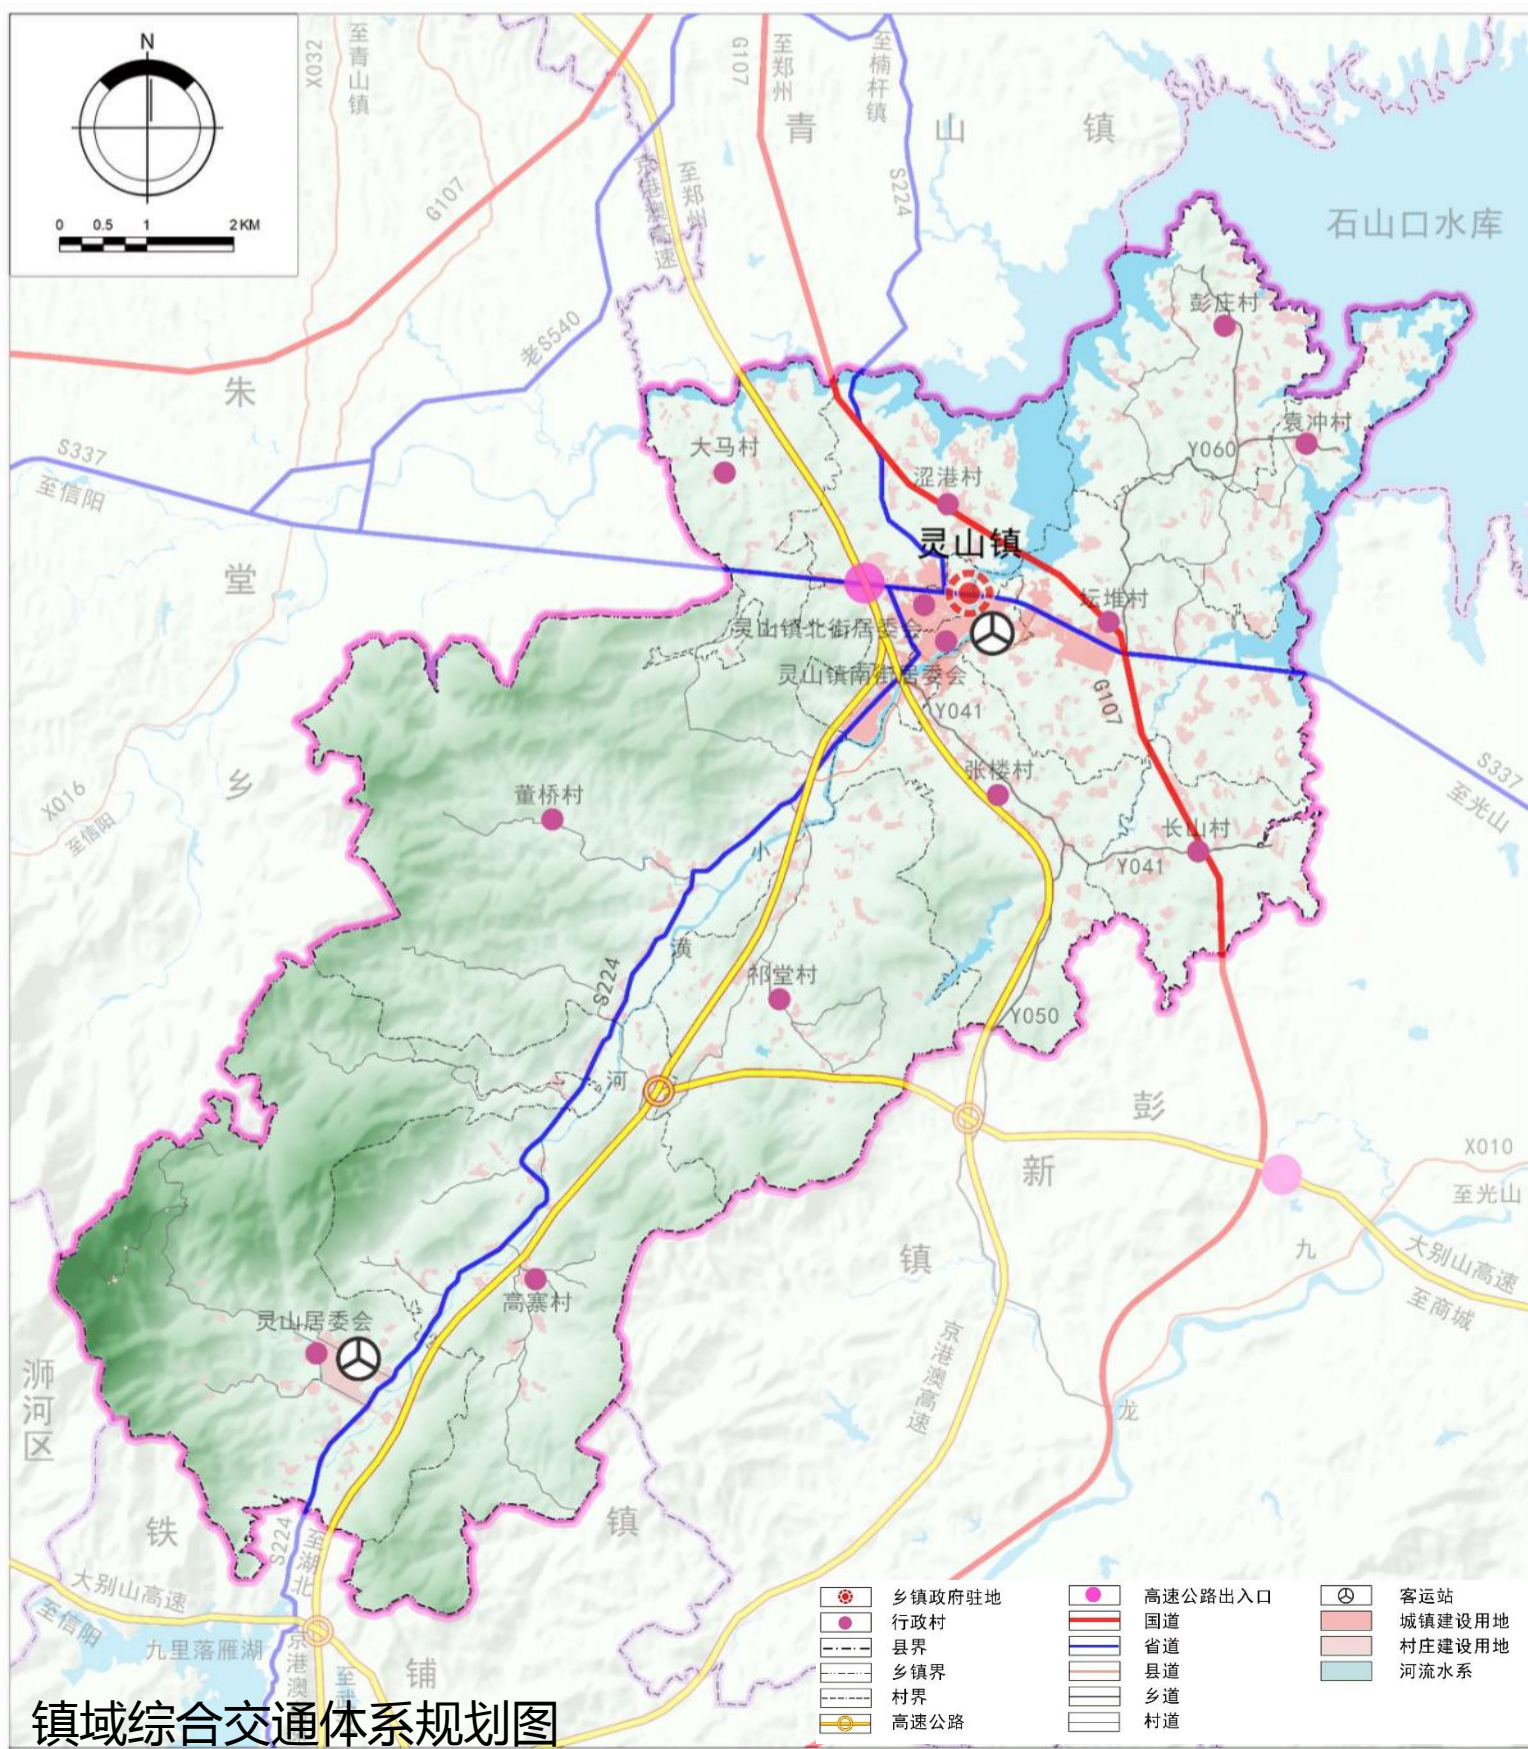 N
0 0.5 1 2KM
X032
至青山镇
G107
G107
至郑州
至楠杆镇
青山镇
S224
京港澳高速
至郑州
石山口水库
彭庄村
老S540
朱堂乡
S337
至信阳
大马村
涩港村
袁冲村
Y060
灵山镇
坛堆村
灵山镇北街居委会
灵山镇南街居委会
Y041
G107
S337
至光山
X016
至信阳
董桥村
张楼村
长山村
Y041
小潢河
S224
祁堂村
Y050
彭新镇
X010
至光山
九龙
大别山高速
至商城
高寨村
灵山居委会
京港澳高速
浉河区
铁铺镇
S224
至湖北
大别山高速
至信阳
九里落雁湖
京港澳
至武
镇域综合交通体系规划图
乡镇政府驻地
行政村
县界
乡镇界
村界
高速公路
高速公路出入口
国道
省道
县道
乡道
村道
客运站
城镇建设用地
村庄建设用地
河流水系